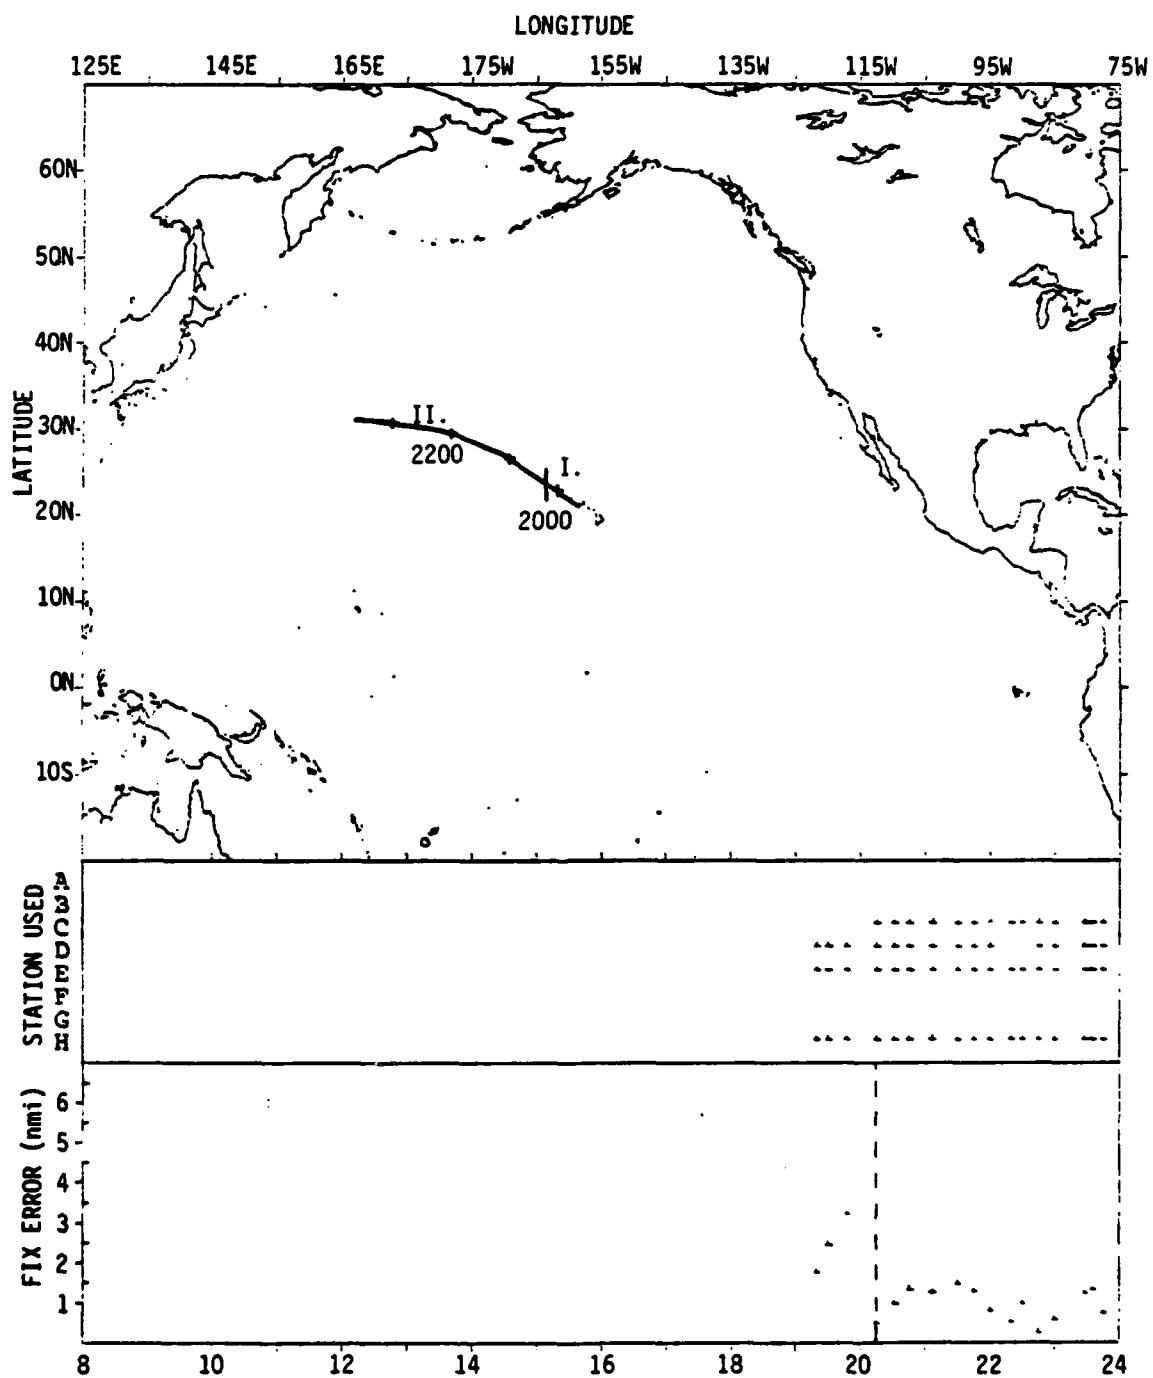 LONGITUDE
125E 145E 165E 175W 155W 135W 115W 95W 75W
60N
50N
40N
30N
20N
10N
0N
10S
LATITUDE
II.
2200
I.
2000
STATION USED
A
B
C
D
E
F
G
H
FIX ERROR (nmi)
6
5
4
3
2
1
8 10 12 14 16 18 20 22 24